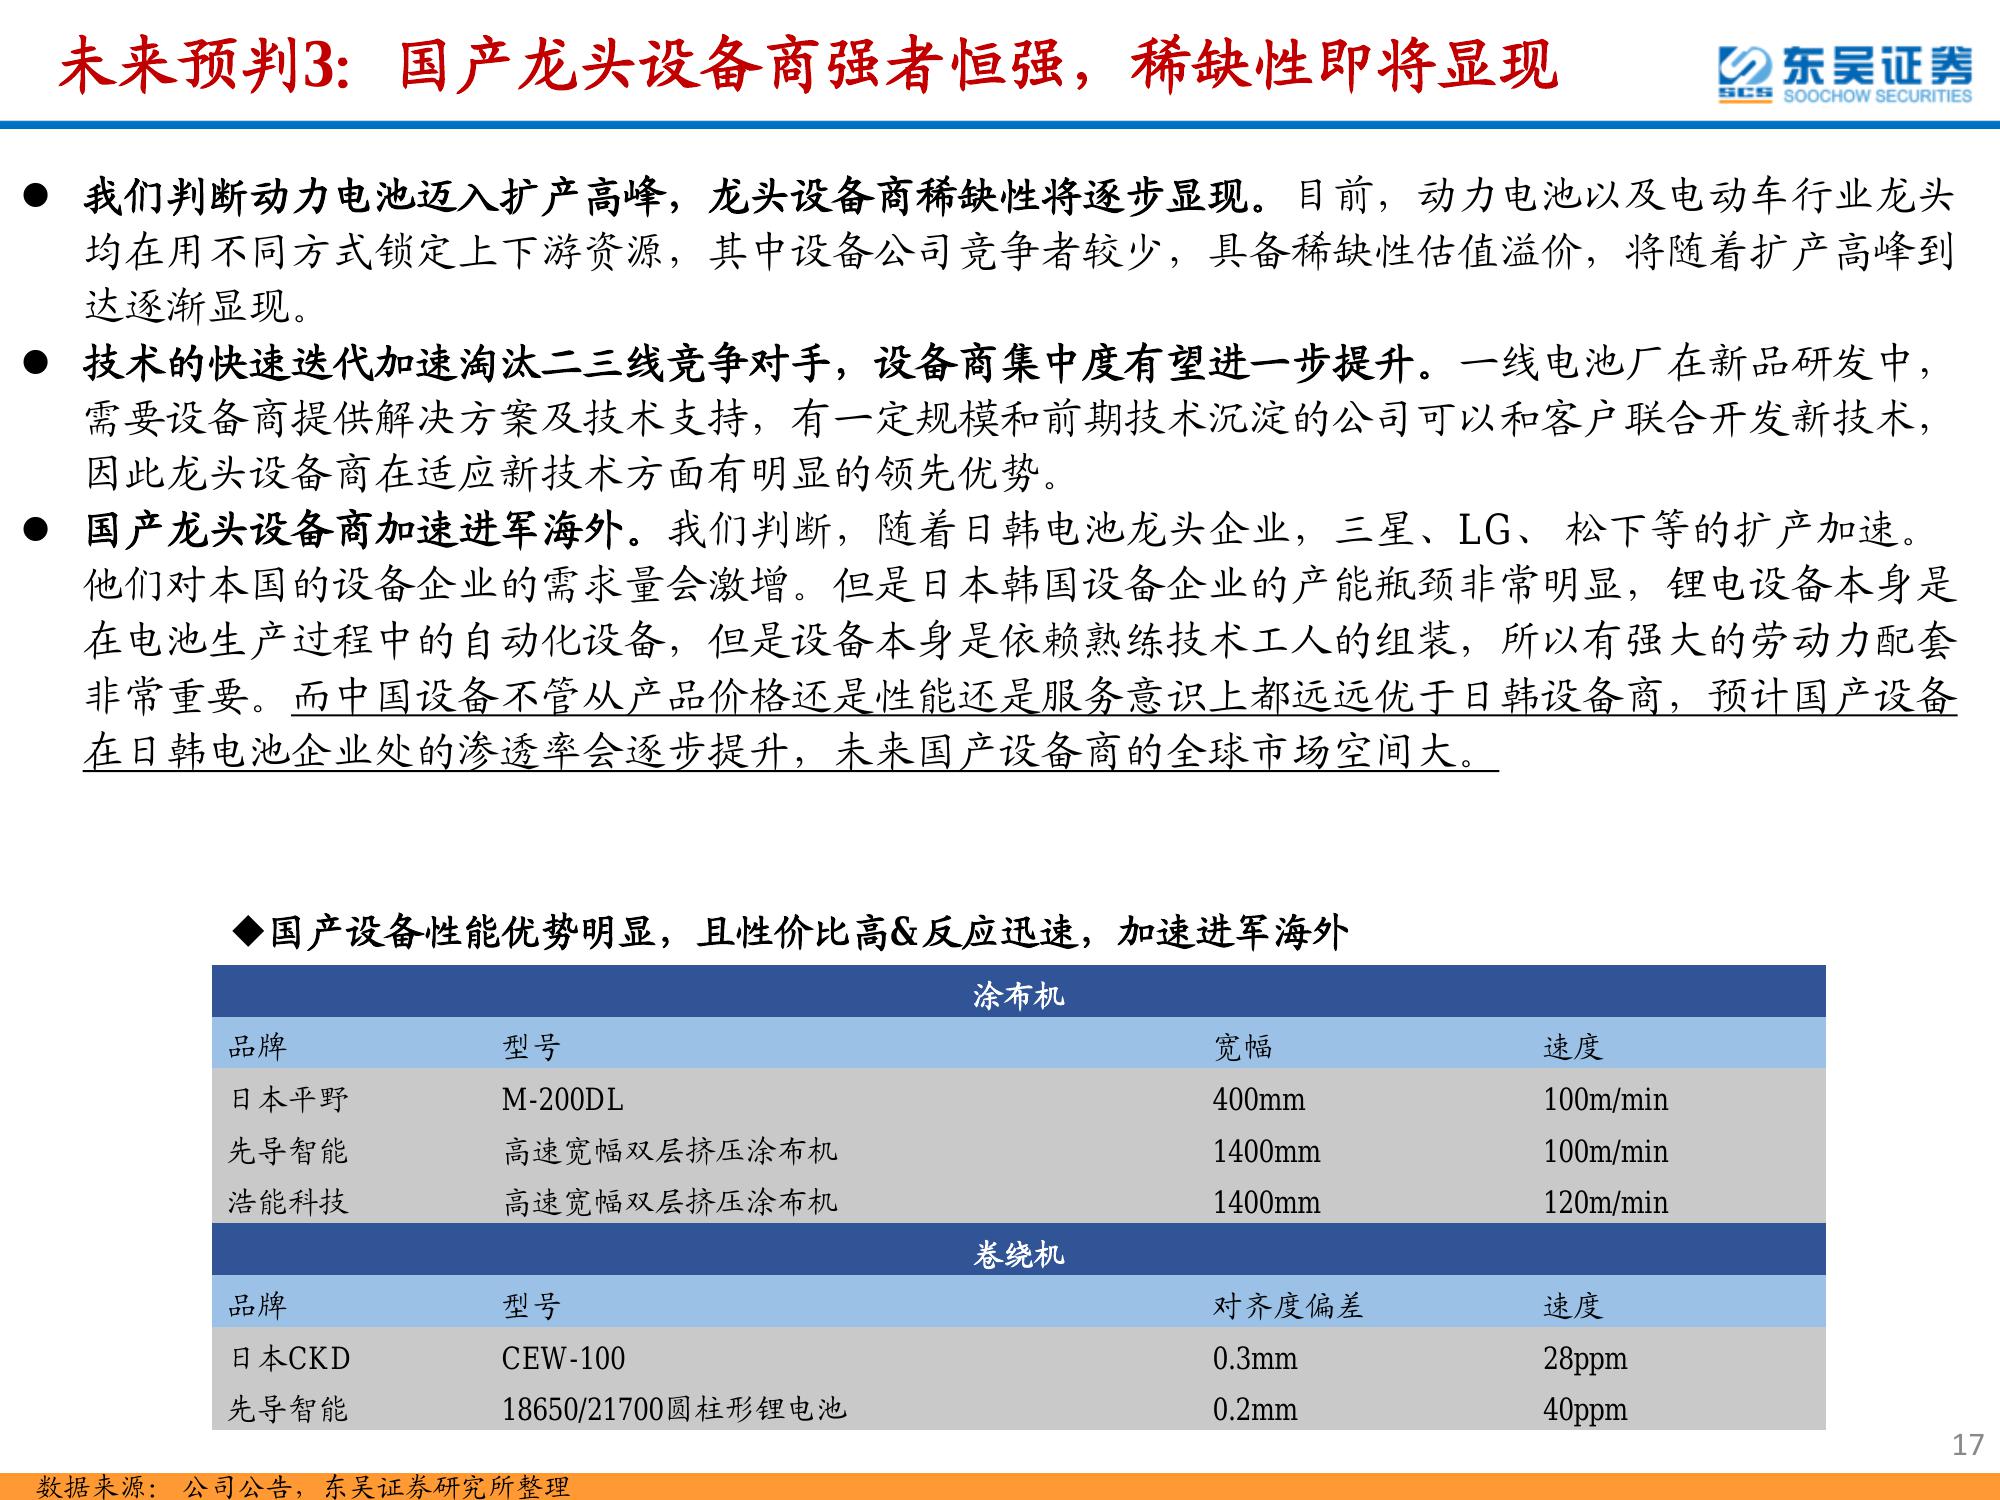 未来预判3：国产龙头设备商强者恒强，稀缺性即将显现
东吴证券
SCS SOOCHOW SECURITIES
● 我们判断动力电池迈入扩产高峰，龙头设备商稀缺性将逐步显现。目前，动力电池以及电动车行业龙头
均在用不同方式锁定上下游资源，其中设备公司竞争者较少，具备稀缺性估值溢价，将随着扩产高峰到
达逐渐显现。
● 技术的快速迭代加速淘汰二三线竞争对手，设备商集中度有望进一步提升。一线电池厂在新品研发中，
需要设备商提供解决方案及技术支持，有一定规模和前期技术沉淀的公司可以和客户联合开发新技术，
因此龙头设备商在适应新技术方面有明显的领先优势。
● 国产龙头设备商加速进军海外。我们判断，随着日韩电池龙头企业，三星、LG、 松下等的扩产加速。
他们对本国的设备企业的需求量会激增。但是日本韩国设备企业的产能瓶颈非常明显，锂电设备本身是
在电池生产过程中的自动化设备，但是设备本身是依赖熟练技术工人的组装，所以有强大的劳动力配套
非常重要。而中国设备不管从产品价格还是性能还是服务意识上都远远优于日韩设备商，预计国产设备
在日韩电池企业处的渗透率会逐步提升，未来国产设备商的全球市场空间大。
◆国产设备性能优势明显，且性价比高&反应迅速，加速进军海外
涂布机
品牌 型号 宽幅 速度
日本平野 M-200DL 400mm 100m/min
先导智能 高速宽幅双层挤压涂布机 1400mm 100m/min
浩能科技 高速宽幅双层挤压涂布机 1400mm 120m/min
卷绕机
品牌 型号 对齐度偏差 速度
日本CKD CEW-100 0.3mm 28ppm
先导智能 18650/21700圆柱形锂电池 0.2mm 40ppm
17
数据来源： 公司公告，东吴证券研究所整理